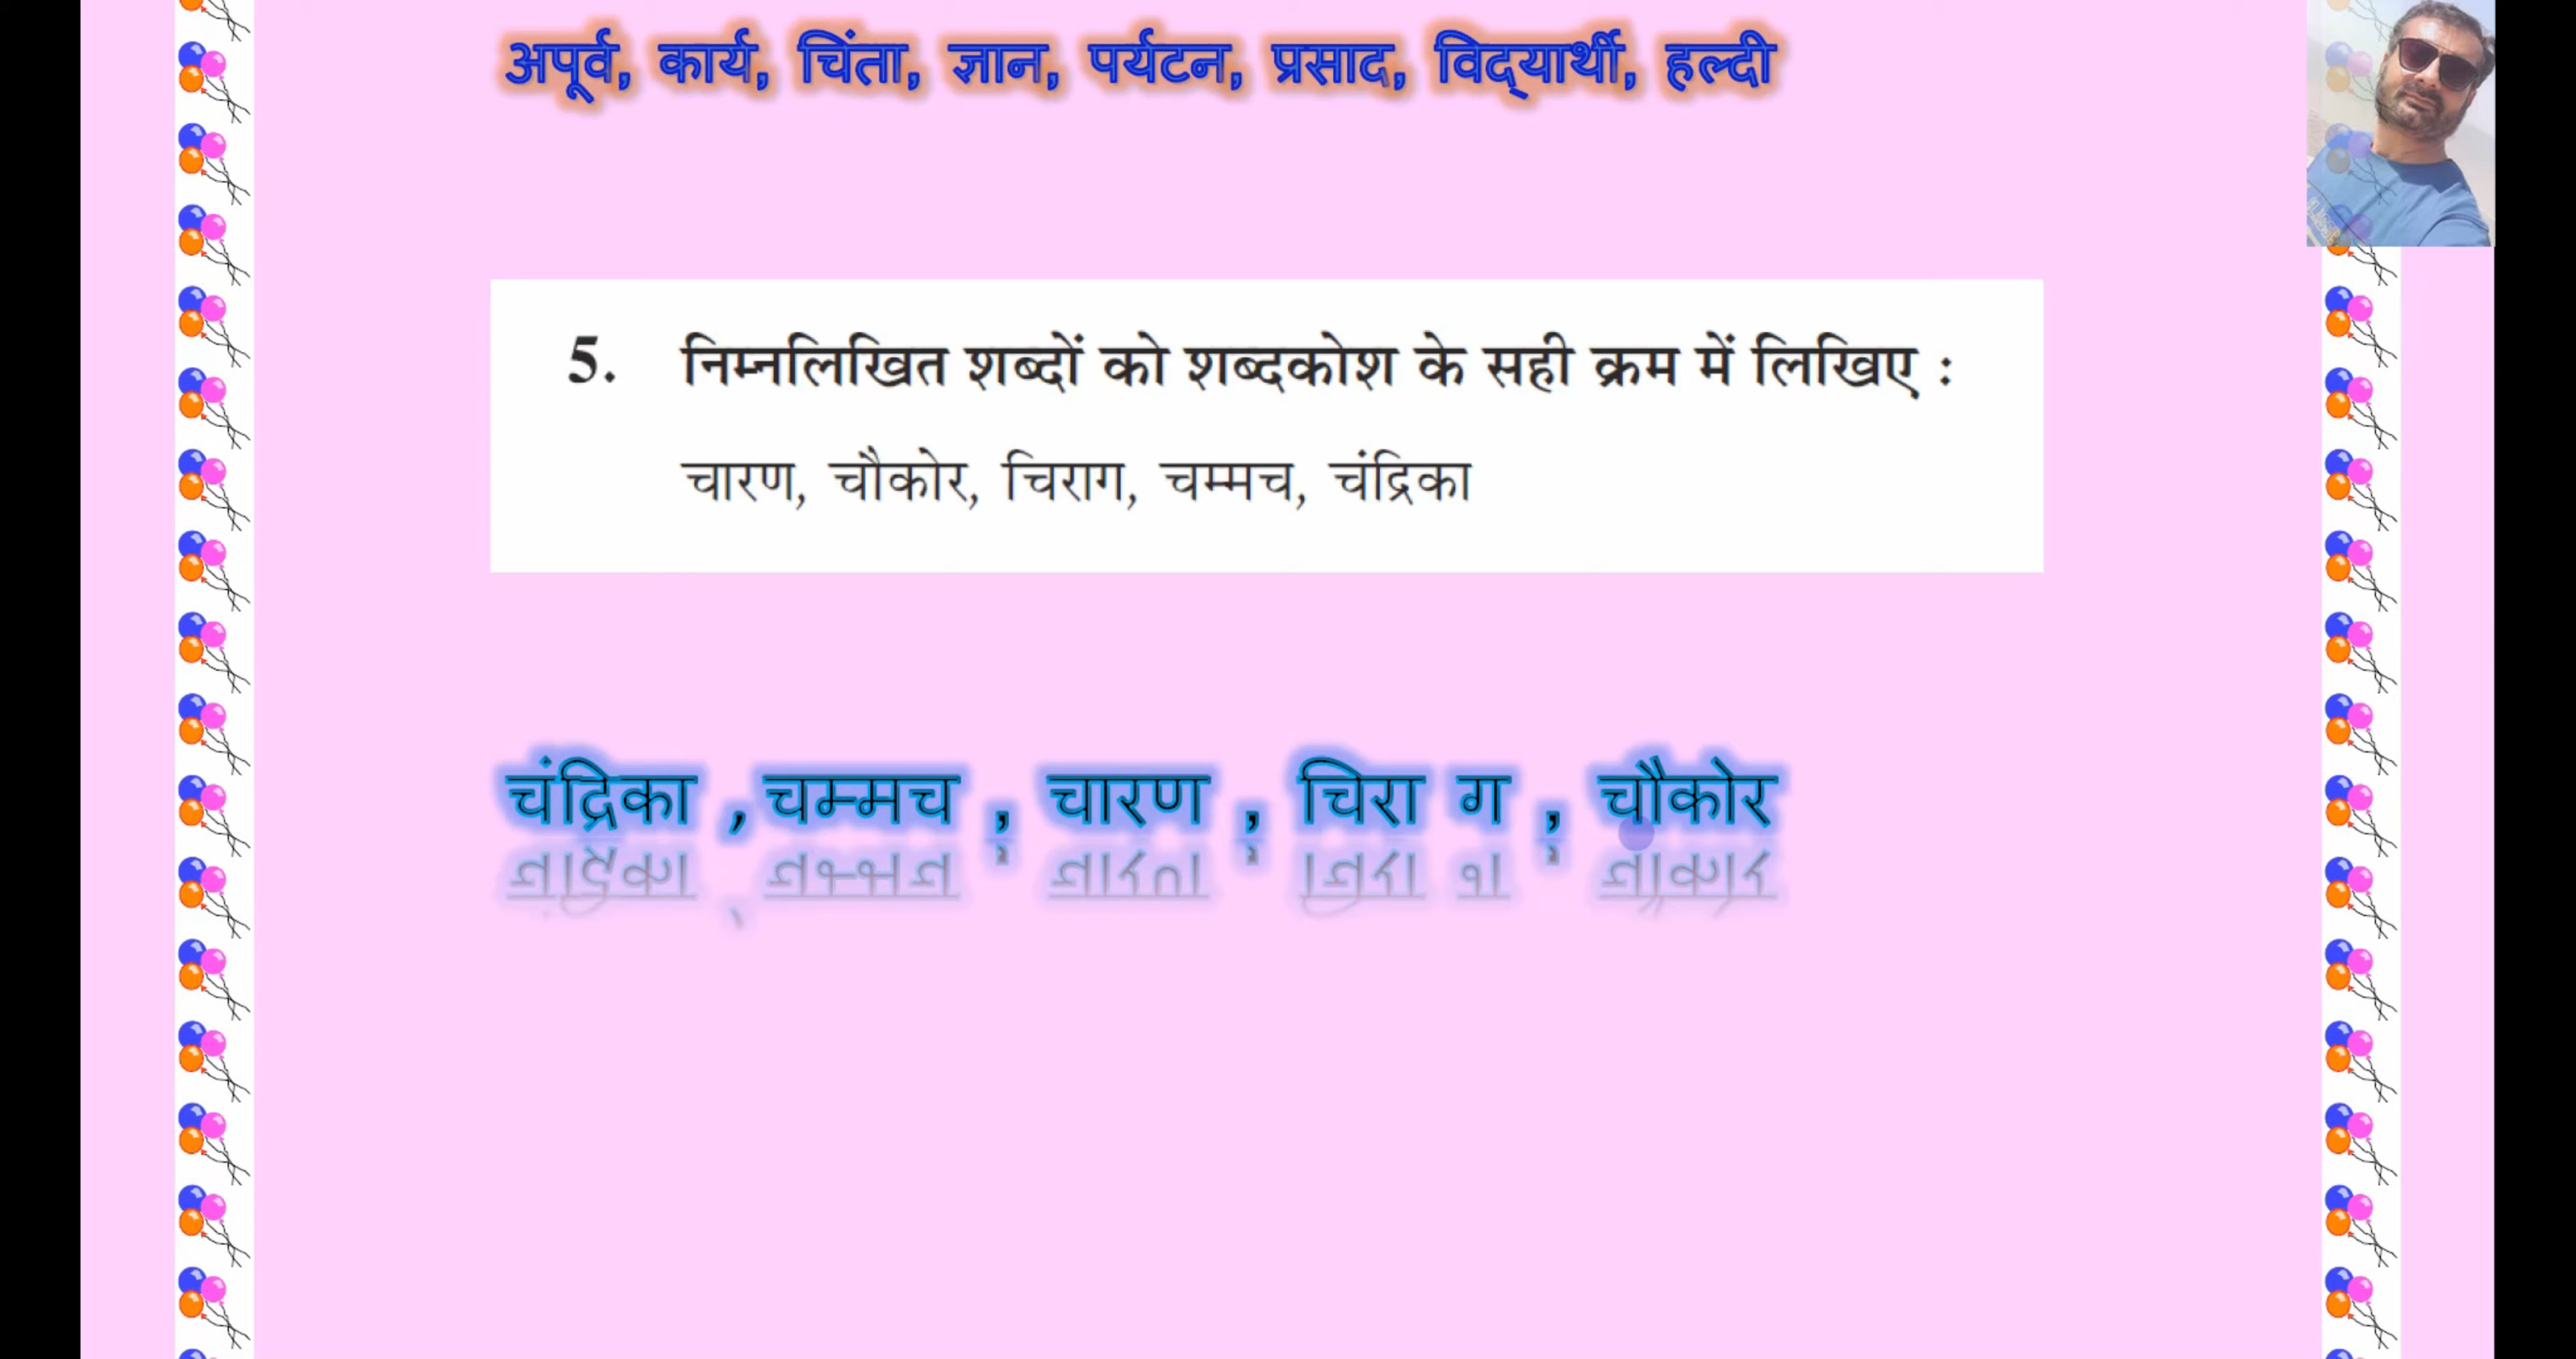 अपूर्व, कार्य, चिंता, ज्ञान, पर्यटन, प्रसाद, विद्‌यार्थी, हल्दी
5. निम्नलिखित शब्दों को शब्दकोश के सही क्रम में लिखिए :
चारण, चौकोर, चिराग, चम्मच, चंद्रिका
चंद्रिका , चम्मच , चारण , चिरा ग , चौकोर